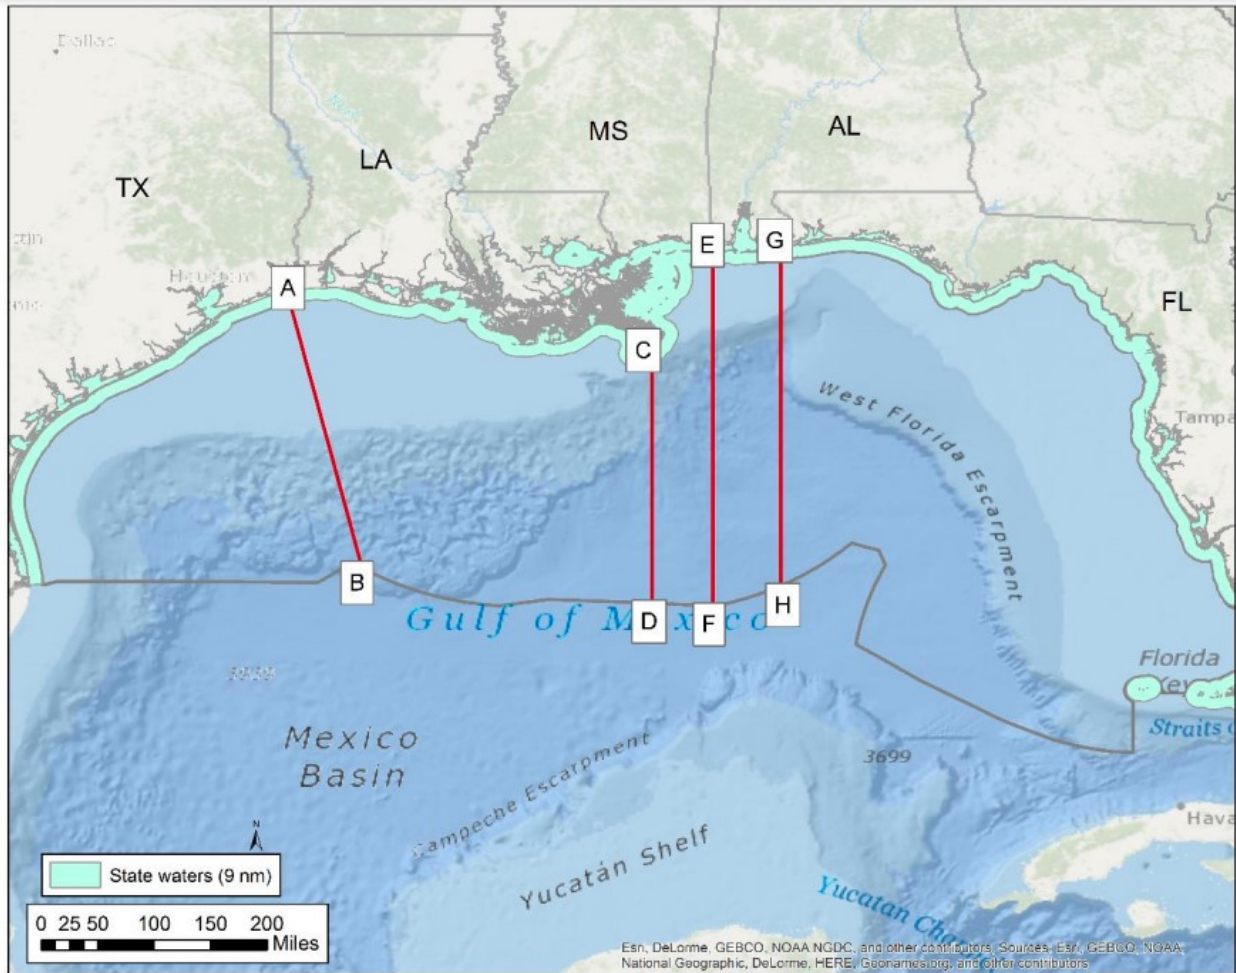 Dallas
MS
AL
LA
TX
E
G
Houston
A
FL
C
West Florida Escarpment
Tampa
B
H
D
F
Gulf of Mexico
Florida
Key
3939
Straits
Mexico
Basin
3699
Campeche Escarpment
Hava
N
Yucatán Shelf
State waters (9 nm)
Yucatan Cha
0 25 50 100 150 200
Miles
Esri, DeLorme, GEBCO, NOAA NGDC, and other contributors, Sources: Esri, GEBCO, NOAA,
National Geographic, DeLorme, HERE, Geonames.org, and other contributors